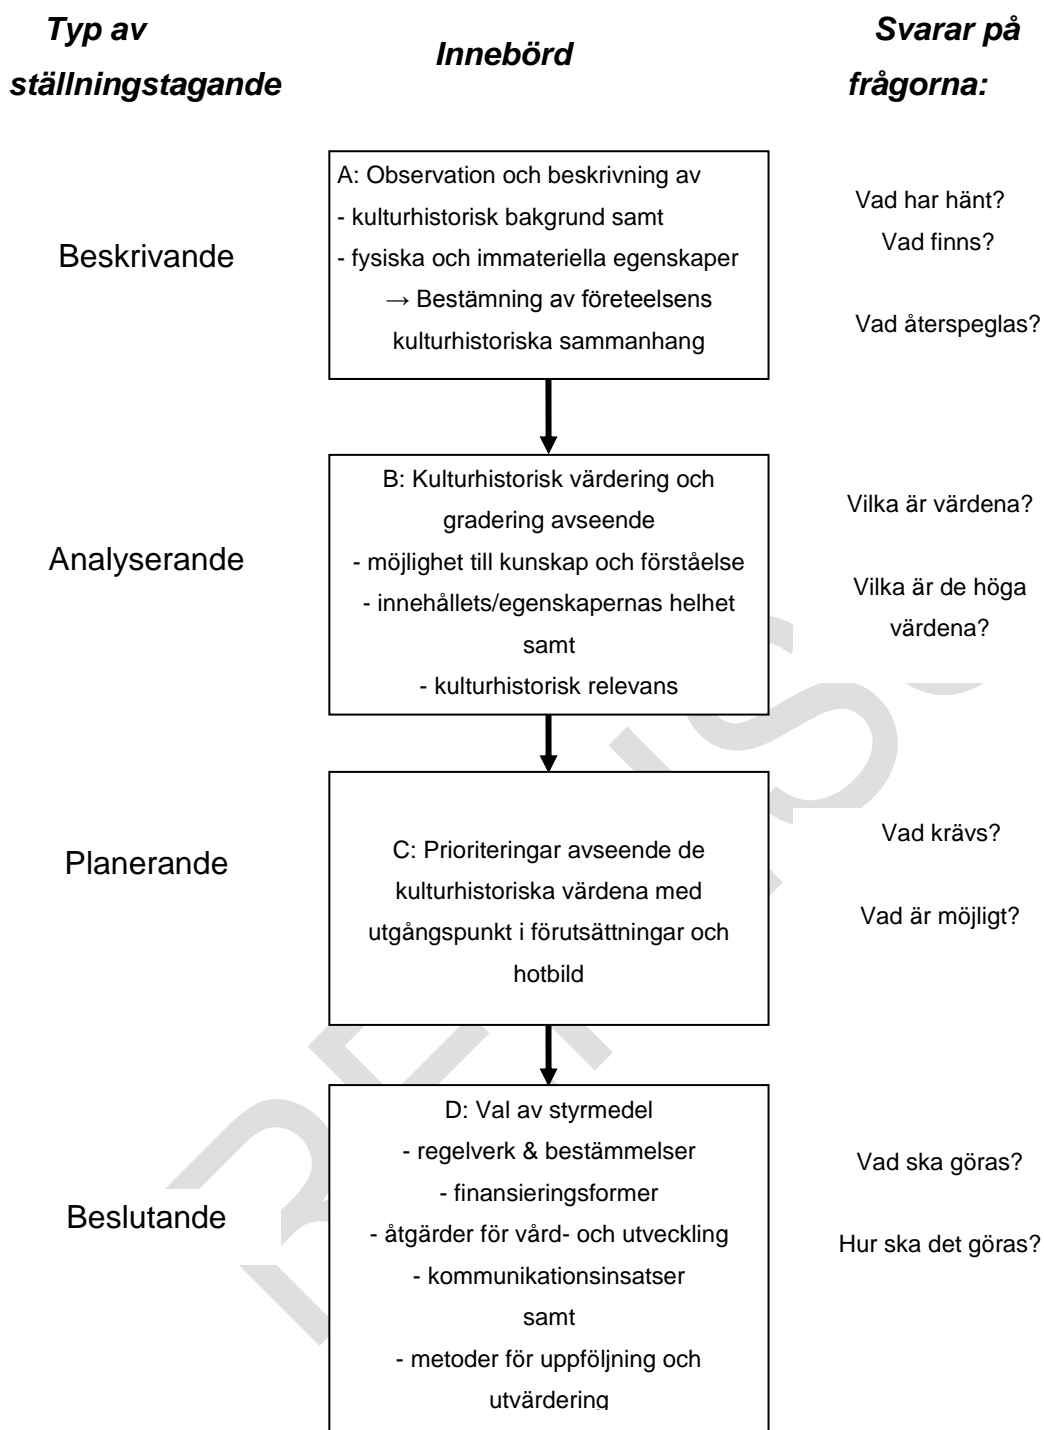 Typ av
ställningstagande
Innebörd
Svarar på
frågorna:
Beskrivande
A: Observation och beskrivning av
- kulturhistorisk bakgrund samt
- fysiska och immateriella egenskaper
→ Bestämning av företeelsens
kulturhistoriska sammanhang
Vad har hänt?
Vad finns?
Vad återspeglas?
Analyserande
B: Kulturhistorisk värdering och
gradering avseende
- möjlighet till kunskap och förståelse
- innehållets/egenskapernas helhet
samt
- kulturhistorisk relevans
Vilka är värdena?
Vilka är de höga
värdena?
Planerande
C: Prioriteringar avseende de
kulturhistoriska värdena med
utgångspunkt i förutsättningar och
hotbild
Vad krävs?
Vad är möjligt?
Beslutande
D: Val av styrmedel
- regelverk & bestämmelser
- finansieringsformer
- åtgärder för vård- och utveckling
- kommunikationsinsatser
samt
- metoder för uppföljning och
utvärdering
Vad ska göras?
Hur ska det göras?